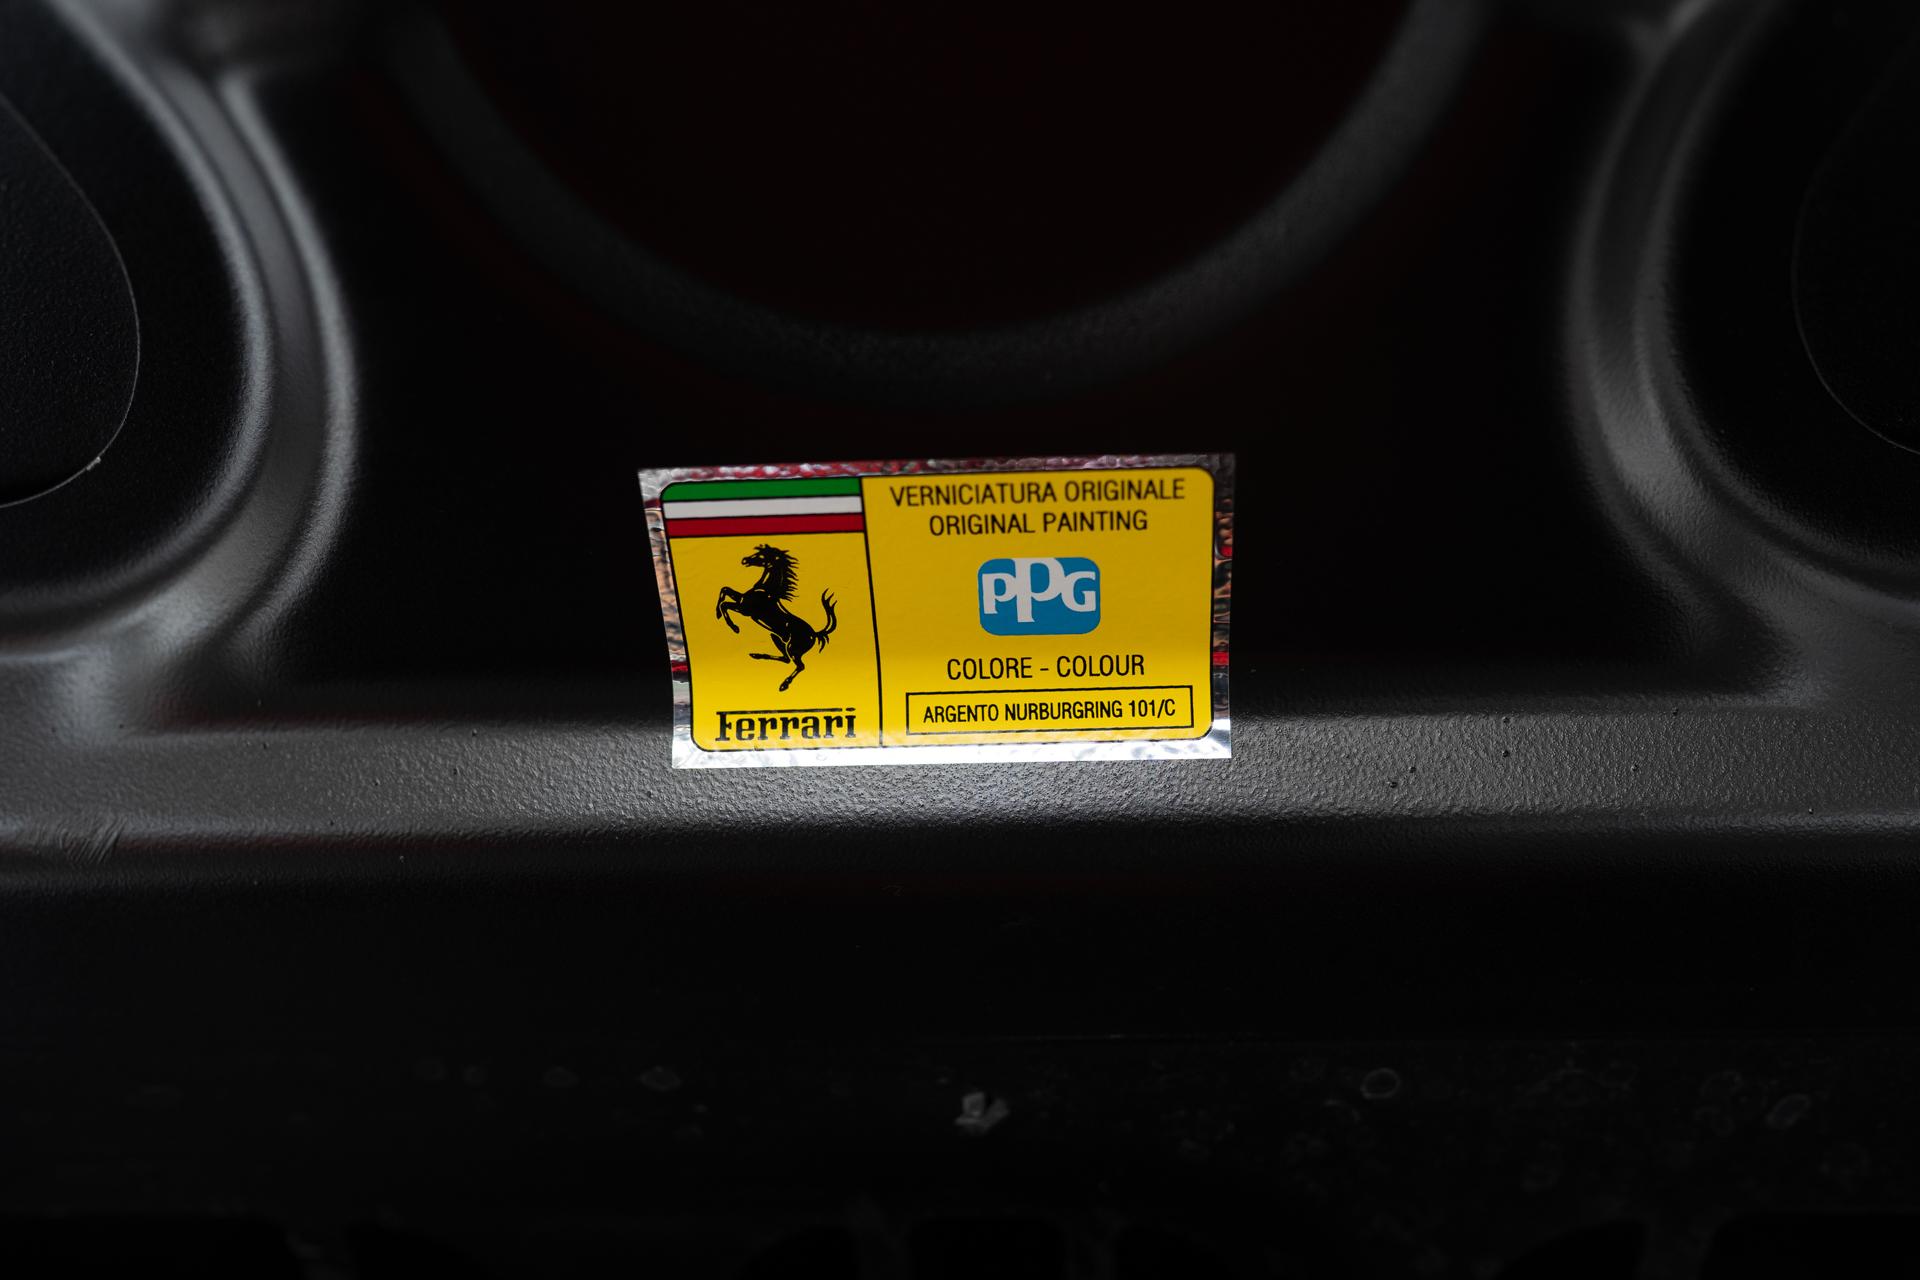 VERNICIATURA ORIGINALE
ORIGINAL PAINTING
PPG
COLORE - COLOUR
ARGENTO NURBURGRING 101/C
Ferrari